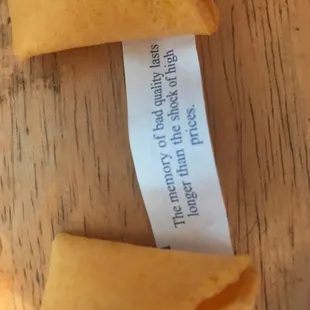 The memory of bad quality lasts
longer than the shock of high
prices.